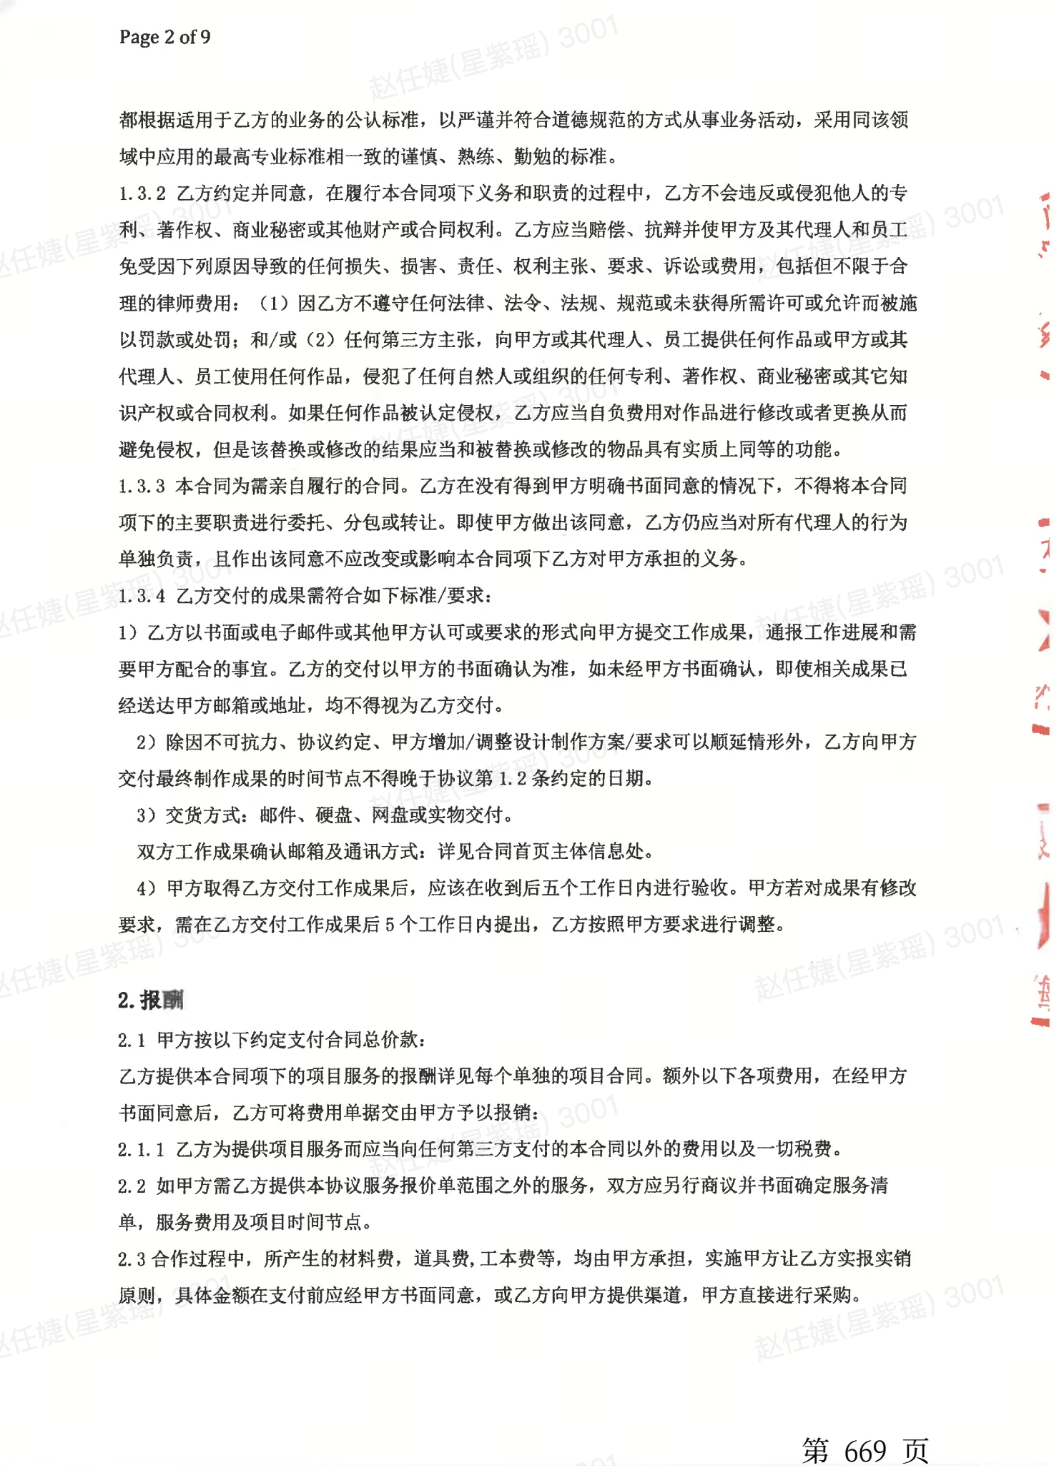 Page 2 of 9
赵任婕(星紫瑶) 3001
都根据适用于乙方的业务的公认标准，以严谨并符合道德规范的方式从事业务活动，采用同该领
域中应用的最高专业标准相一致的谨慎、熟练、勤勉的标准。
1.3.2 乙方约定并同意，在履行本合同项下义务和职责的过程中，乙方不会违反或侵犯他人的专
利、著作权、商业秘密或其他财产或合同权利。乙方应当赔偿、抗辩并使甲方及其代理人和员工
免受因下列原因导致的任何损失、损害、责任、权利主张、要求、诉讼或费用，包括但不限于合
理的律师费用：（1）因乙方不遵守任何法律、法令、法规、规范或未获得所需许可或允许而被施
以罚款或处罚；和/或（2）任何第三方主张，向甲方或其代理人、员工提供任何作品或甲方或其
代理人、员工使用任何作品，侵犯了任何自然人或组织的任何专利、著作权、商业秘密或其它知
识产权或合同权利。如果任何作品被认定侵权，乙方应当自负费用对作品进行修改或者更换从而
避免侵权，但是该替换或修改的结果应当和被替换或修改的物品具有实质上同等的功能。
1.3.3 本合同为需亲自履行的合同。乙方在没有得到甲方明确书面同意的情况下，不得将本合同
项下的主要职责进行委托、分包或转让。即使甲方做出该同意，乙方仍应当对所有代理人的行为
单独负责，且作出该同意不应改变或影响本合同项下乙方对甲方承担的义务。
1.3.4 乙方交付的成果需符合如下标准/要求：
1）乙方以书面或电子邮件或其他甲方认可或要求的形式向甲方提交工作成果，通报工作进展和需
要甲方配合的事宜。乙方的交付以甲方的书面确认为准，如未经甲方书面确认，即使相关成果已
经送达甲方邮箱或地址，均不得视为乙方交付。
2）除因不可抗力、协议约定、甲方增加/调整设计制作方案/要求可以顺延情形外，乙方向甲方
交付最终制作成果的时间节点不得晚于协议第 1.2 条约定的日期。
3）交货方式：邮件、硬盘、网盘或实物交付。
双方工作成果确认邮箱及通讯方式：详见合同首页主体信息处。
4）甲方取得乙方交付工作成果后，应该在收到后五个工作日内进行验收。甲方若对成果有修改
要求，需在乙方交付工作成果后 5 个工作日内提出，乙方按照甲方要求进行调整。
2. 报酬
2.1 甲方按以下约定支付合同总价款：
乙方提供本合同项下的项目服务的报酬详见每个单独的项目合同。额外以下各项费用，在经甲方
书面同意后，乙方可将费用单据交由甲方予以报销：
2.1.1 乙方为提供项目服务而应当向任何第三方支付的本合同以外的费用以及一切税费。
2.2 如甲方需乙方提供本协议服务报价单范围之外的服务，双方应另行商议并书面确定服务清
单，服务费用及项目时间节点。
2.3 合作过程中，所产生的材料费，道具费,工本费等，均由甲方承担，实施甲方让乙方实报实销
原则，具体金额在支付前应经甲方书面同意，或乙方向甲方提供渠道，甲方直接进行采购。
第 669 页